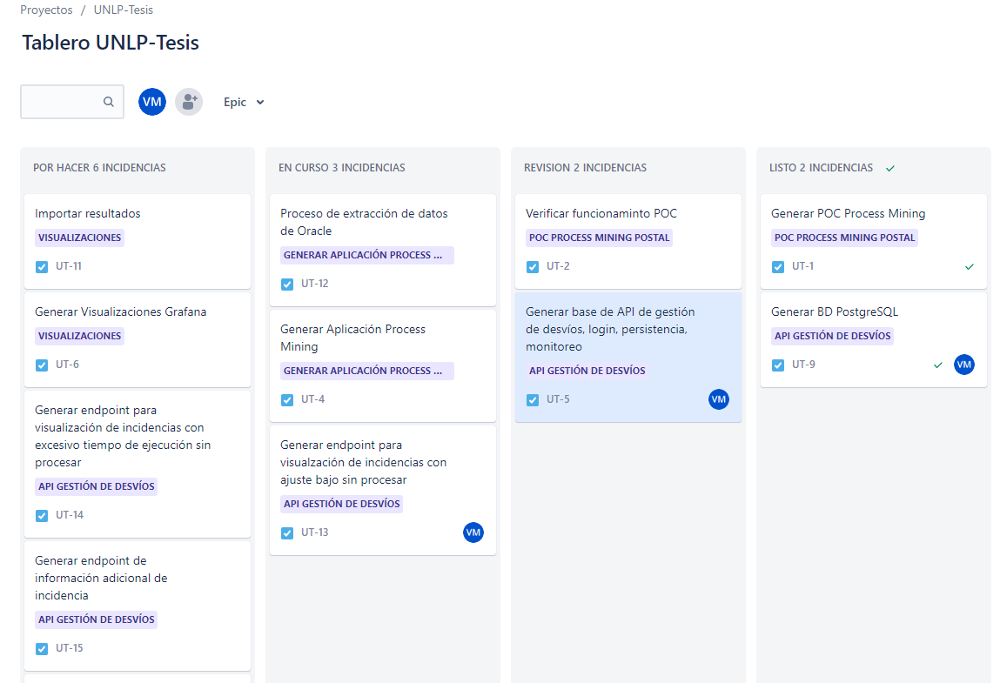 Proyectos / UNLP-Tesis
Tablero UNLP-Tesis
VM
Epic
POR HACER 6 INCIDENCIAS
Importar resultados
VISUALIZACIONES
UT-11
Generar Visualizaciones Grafana
VISUALIZACIONES
UT-6
Generar endpoint para
visualización de incidencias con
excesivo tiempo de ejecución sin
procesar
API GESTIÓN DE DESVÍOS
UT-14
Generar endpoint de
información adicional de
incidencia
API GESTIÓN DE DESVÍOS
UT-15
EN CURSO 3 INCIDENCIAS
Proceso de extracción de datos
de Oracle
GENERAR APLICACIÓN PROCESS ...
UT-12
Generar Aplicación Process
Mining
GENERAR APLICACIÓN PROCESS ...
UT-4
Generar endpoint para
visualzación de incidencias con
ajuste bajo sin procesar
API GESTIÓN DE DESVÍOS
UT-13
VM
REVISION 2 INCIDENCIAS
Verificar funcionaminto POC
POC PROCESS MINING POSTAL
UT-2
Generar base de API de gestión
de desvíos, login, persistencia,
monitoreo
API GESTIÓN DE DESVÍOS
UT-5
VM
LISTO 2 INCIDENCIAS
Generar POC Process Mining
POC PROCESS MINING POSTAL
UT-1
Generar BD PostgreSQL
API GESTIÓN DE DESVÍOS
UT-9
VM